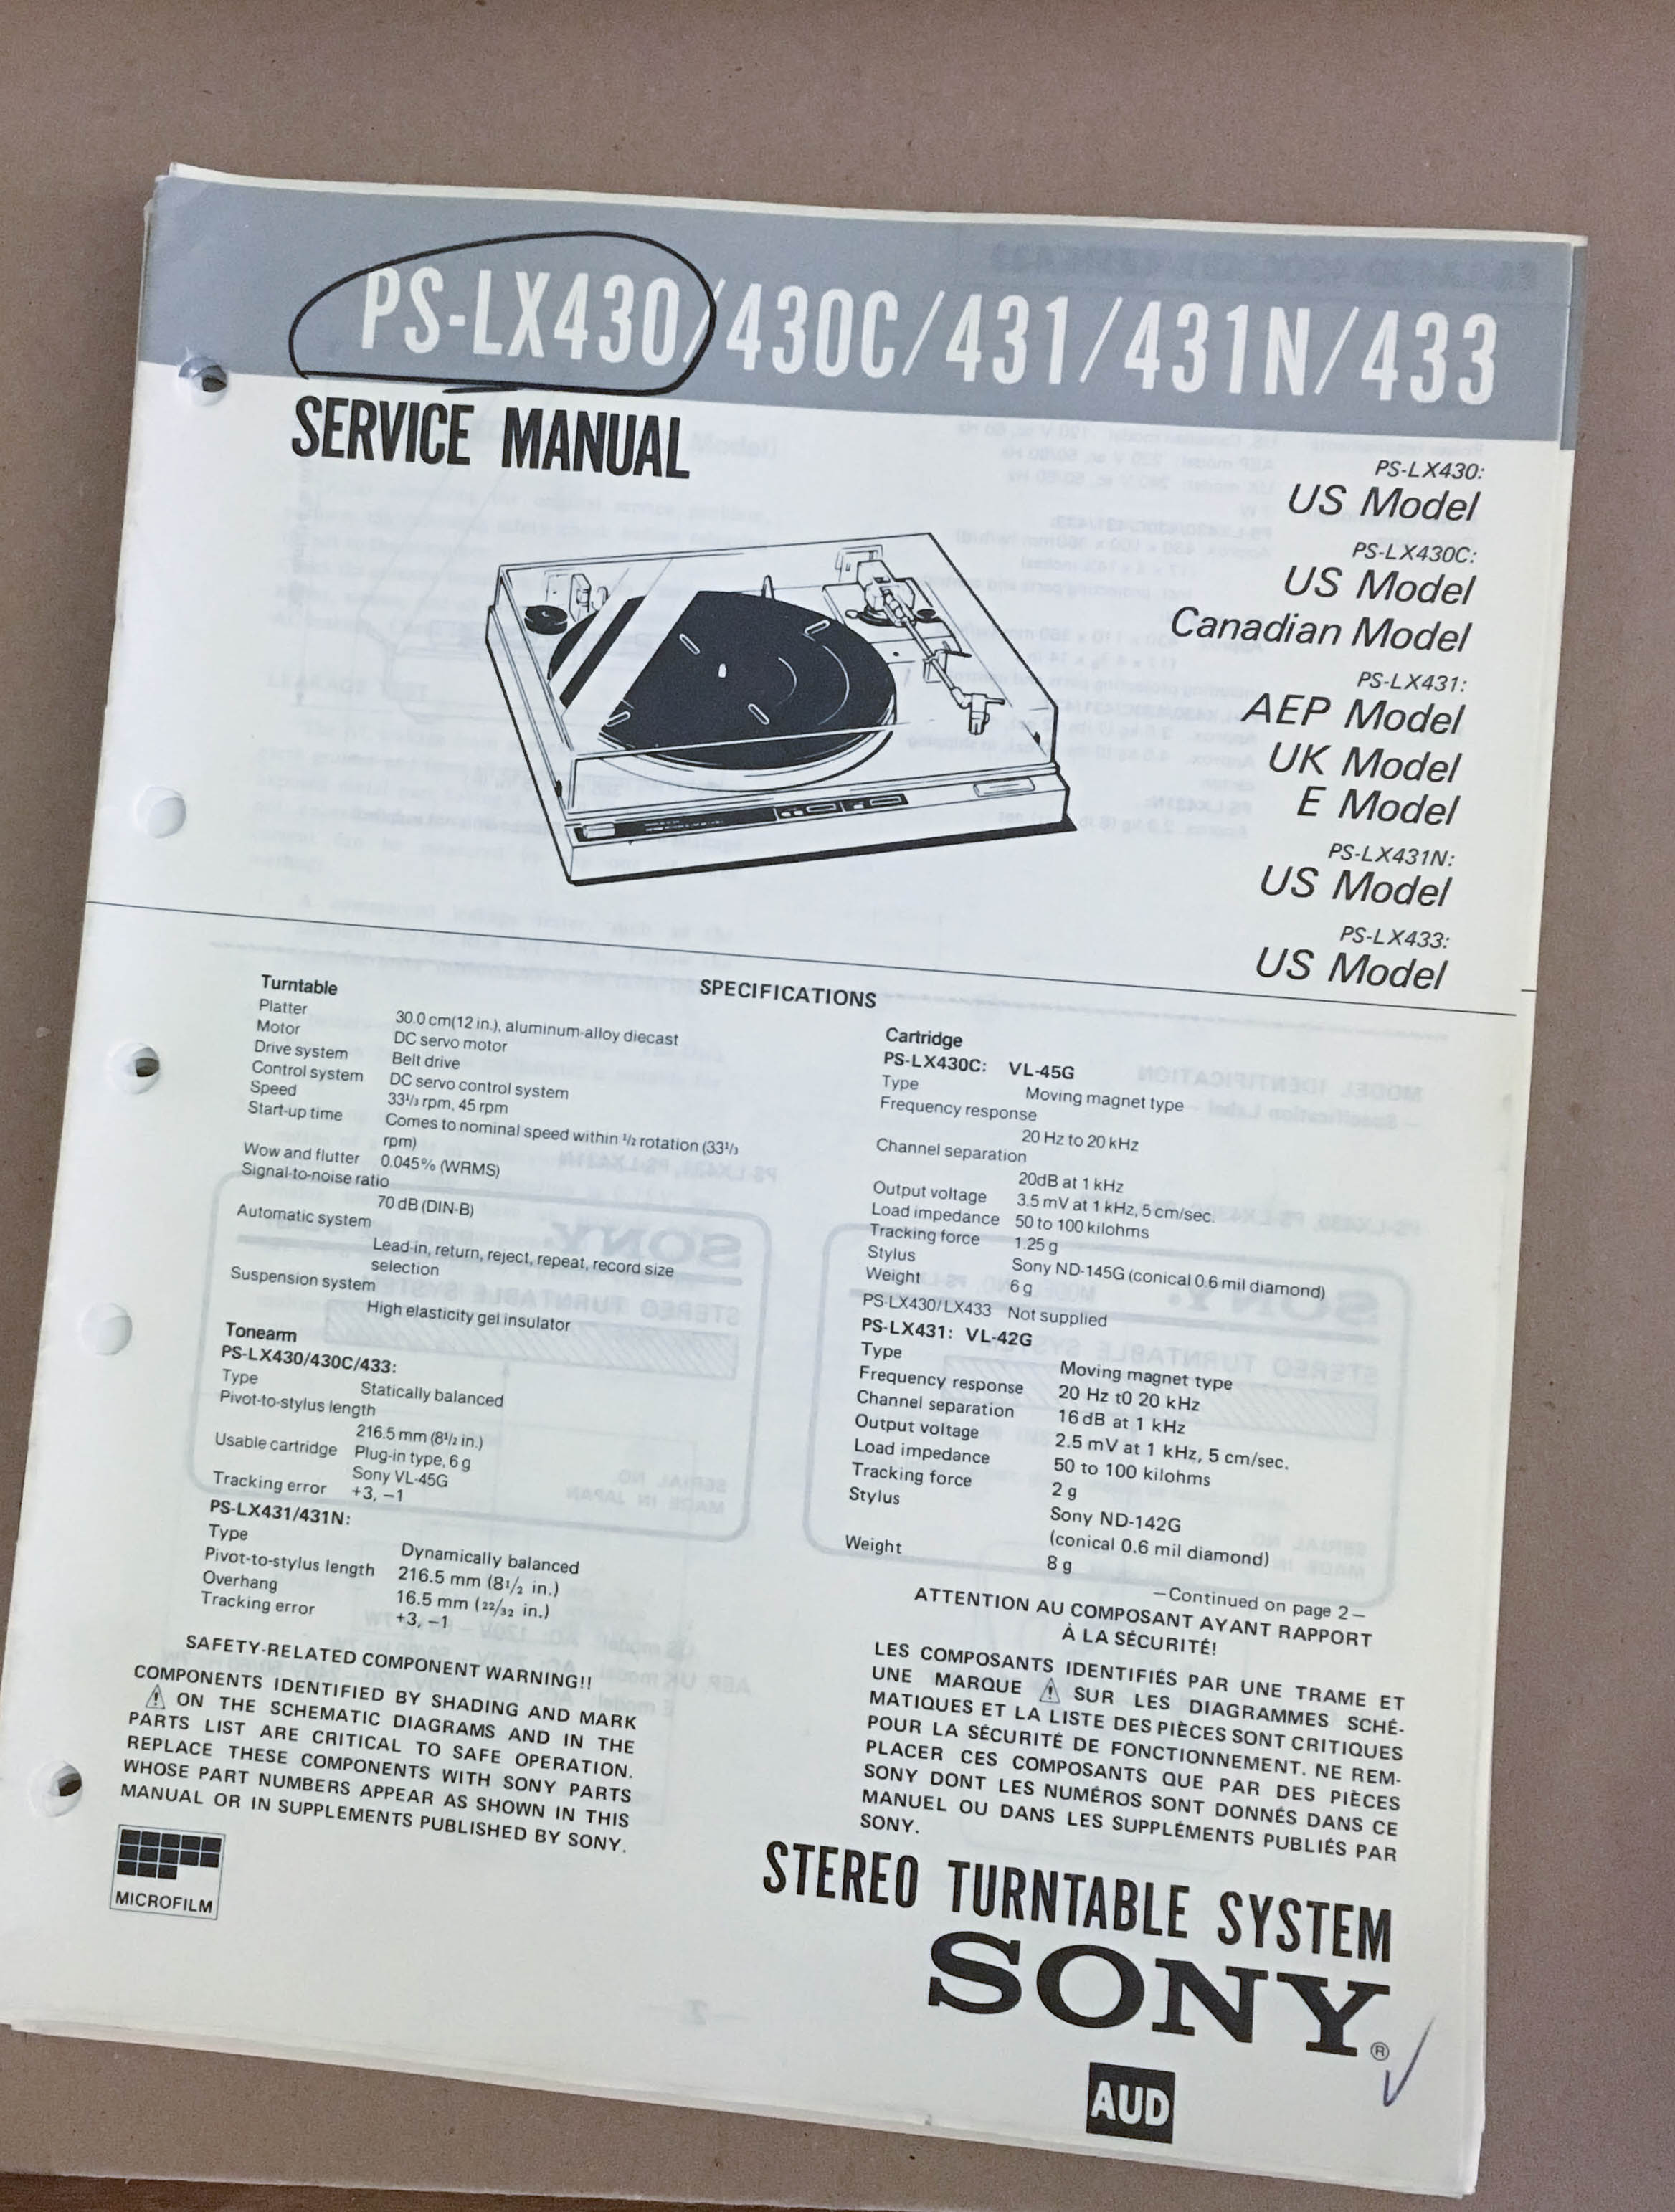 PS-LX430/430C/431/431N/433
SERVICE MANUAL
PS-LX430:
US Model
PS-LX430C:
US Model
Canadian Model
PS-LX431:
AEP Model
UK Model
E Model
PS-LX431N:
US Model
PS-LX433:
US Model
SPECIFICATIONS
Turntable
Platter 30.0 cm(12 in.), aluminum-alloy diecast
Motor DC servo motor
Drive system Belt drive
Control system DC servo control system
Speed 33 1/3 rpm, 45 rpm
Start-up time Comes to nominal speed within 1/2 rotation (33 1/3
rpm)
Wow and flutter 0.045% (WRMS)
Signal-to-noise ratio
70 dB (DIN-B)
Automatic system
Lead-in, return, reject, repeat, record size
selection
Suspension system
High elasticity gel insulator
Tonearm
PS-LX430/430C/433:
Type Statically balanced
Pivot-to-stylus length
216.5 mm (8 1/2 in.)
Usable cartridge Plug-in type, 6 g
Sony VL-45G
Tracking error +3, −1
PS-LX431/431N:
Type Dynamically balanced
Pivot-to-stylus length 216.5 mm (8 1/2 in.)
Overhang 16.5 mm (22/32 in.)
Tracking error +3, −1
SAFETY-RELATED COMPONENT WARNING!!
COMPONENTS IDENTIFIED BY SHADING AND MARK
⚠ ON THE SCHEMATIC DIAGRAMS AND IN THE
PARTS LIST ARE CRITICAL TO SAFE OPERATION.
REPLACE THESE COMPONENTS WITH SONY PARTS
WHOSE PART NUMBERS APPEAR AS SHOWN IN THIS
MANUAL OR IN SUPPLEMENTS PUBLISHED BY SONY.
MICROFILM
Cartridge
PS-LX430C: VL-45G
Type Moving magnet type
Frequency response
20 Hz to 20 kHz
Channel separation
20dB at 1 kHz
Output voltage 3.5 mV at 1 kHz, 5 cm/sec.
Load impedance 50 to 100 kilohms
Tracking force 1.25 g
Stylus Sony ND-145G (conical 0.6 mil diamond)
Weight 6 g
PS-LX430/LX433 Not supplied
PS-LX431: VL-42G
Type Moving magnet type
Frequency response 20 Hz t0 20 kHz
Channel separation 16 dB at 1 kHz
Output voltage 2.5 mV at 1 kHz, 5 cm/sec.
Load impedance 50 to 100 kilohms
Tracking force 2 g
Stylus Sony ND-142G
(conical 0.6 mil diamond)
Weight 8 g
—Continued on page 2—
ATTENTION AU COMPOSANT AYANT RAPPORT
À LA SÉCURITÉ!
LES COMPOSANTS IDENTIFIÉS PAR UNE TRAME ET
UNE MARQUE ⚠ SUR LES DIAGRAMMES SCHÉ-
MATIQUES ET LA LISTE DES PIÈCES SONT CRITIQUES
POUR LA SÉCURITÉ DE FONCTIONNEMENT. NE REM-
PLACER CES COMPOSANTS QUE PAR DES PIÈCES
SONY DONT LES NUMÉROS SONT DONNÉS DANS CE
MANUEL OU DANS LES SUPPLÉMENTS PUBLIÉS PAR
SONY.
STEREO TURNTABLE SYSTEM
SONY®
AUD